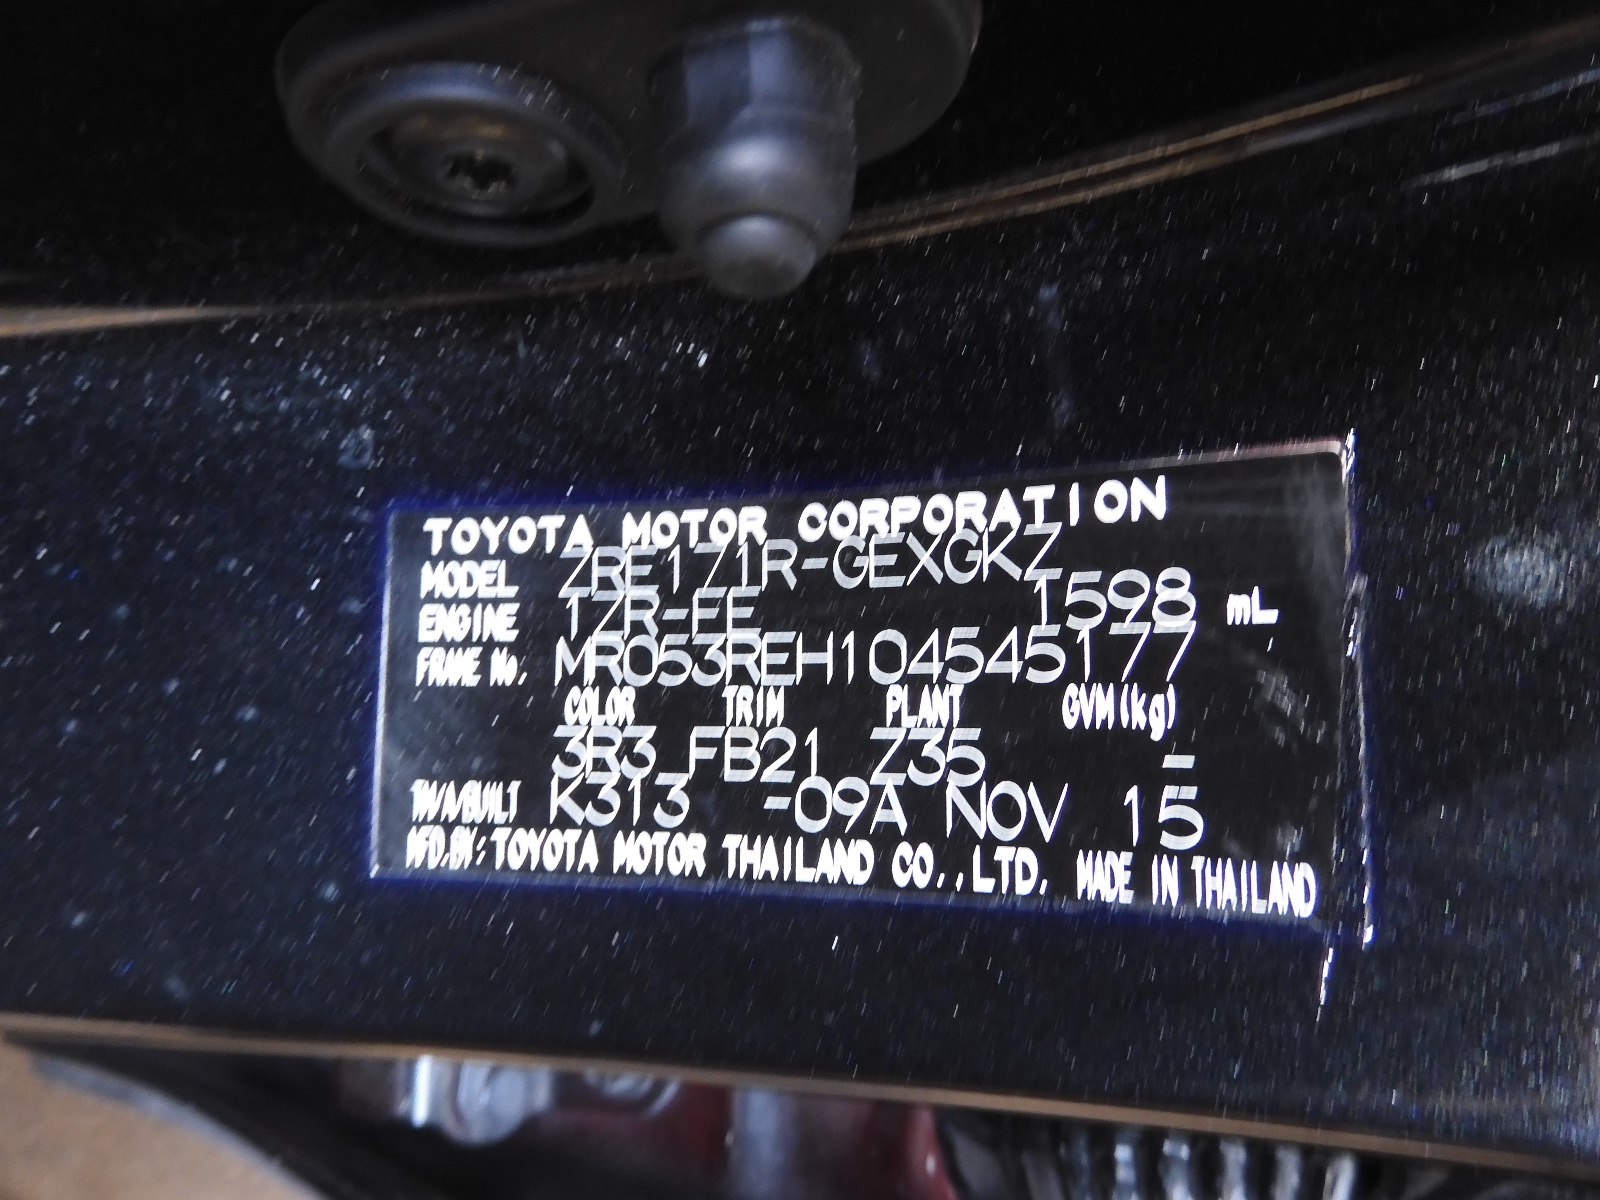 TOYOTA MOTOR CORPORATION
MODEL ZRE171R-GEXGKZ
ENGINE 1ZR-FE 1598 mL
FRAME No. MR053REH104545177
COLOR TRIM PLANT GVM(kg)
3R3 FB21 Z35 -
T/M/A/BUILT K313 -09A NOV 15
MFD.BY:TOYOTA MOTOR THAILAND CO.,LTD. MADE IN THAILAND